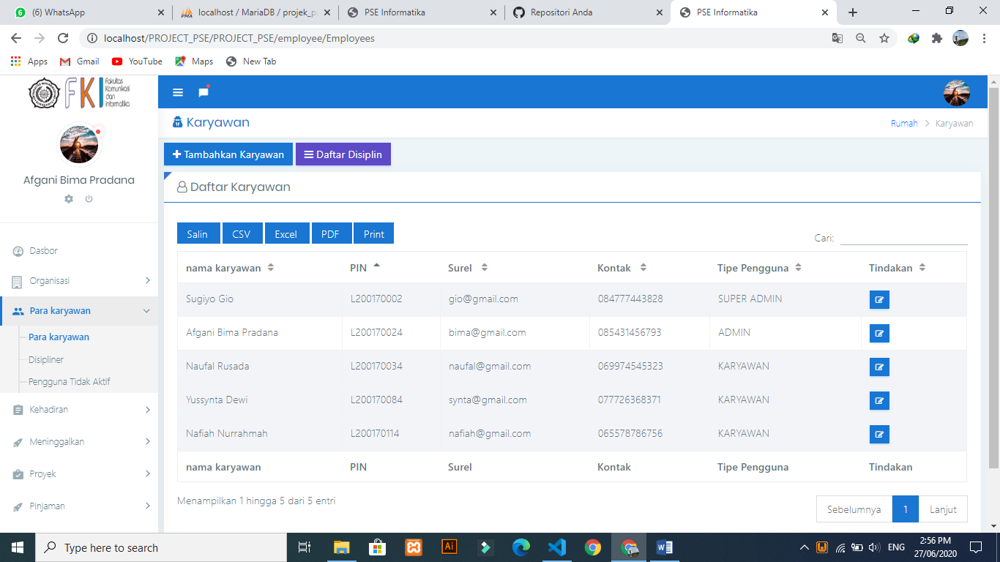 (6) WhatsApp
localhost / MariaDB / projek_p
PSE Informatika
Repositori Anda
PSE Informatika
localhost/PROJECT_PSE/PROJECT_PSE/employee/Employees
Apps Gmail YouTube Maps New Tab
FKI
Fakultas
Komunikasi
dan
Informatika
Afgani Bima Pradana
Dasbor
Organisasi
Para karyawan
Para karyawan
Disipliner
Pengguna Tidak Aktif
Kehadiran
Meninggalkan
Proyek
Pinjaman
Karyawan
Rumah > Karyawan
Tambahkan Karyawan Daftar Disiplin
Daftar Karyawan
Salin CSV Excel PDF Print
Cari:
nama karyawan PIN Surel Kontak Tipe Pengguna Tindakan
Sugiyo Gio L200170002 gio@gmail.com 084777443828 SUPER ADMIN
Afgani Bima Pradana L200170024 bima@gmail.com 085431456793 ADMIN
Naufal Rusada L200170034 naufal@gmail.com 069974545323 KARYAWAN
Yussynta Dewi L200170084 synta@gmail.com 077726368371 KARYAWAN
Nafiah Nurrahmah L200170114 nafiah@gmail.com 065578786756 KARYAWAN
nama karyawan PIN Surel Kontak Tipe Pengguna Tindakan
Menampilkan 1 hingga 5 dari 5 entri
Sebelumnya 1 Lanjut
Type here to search
Ai
ENG
2:56 PM
27/06/2020